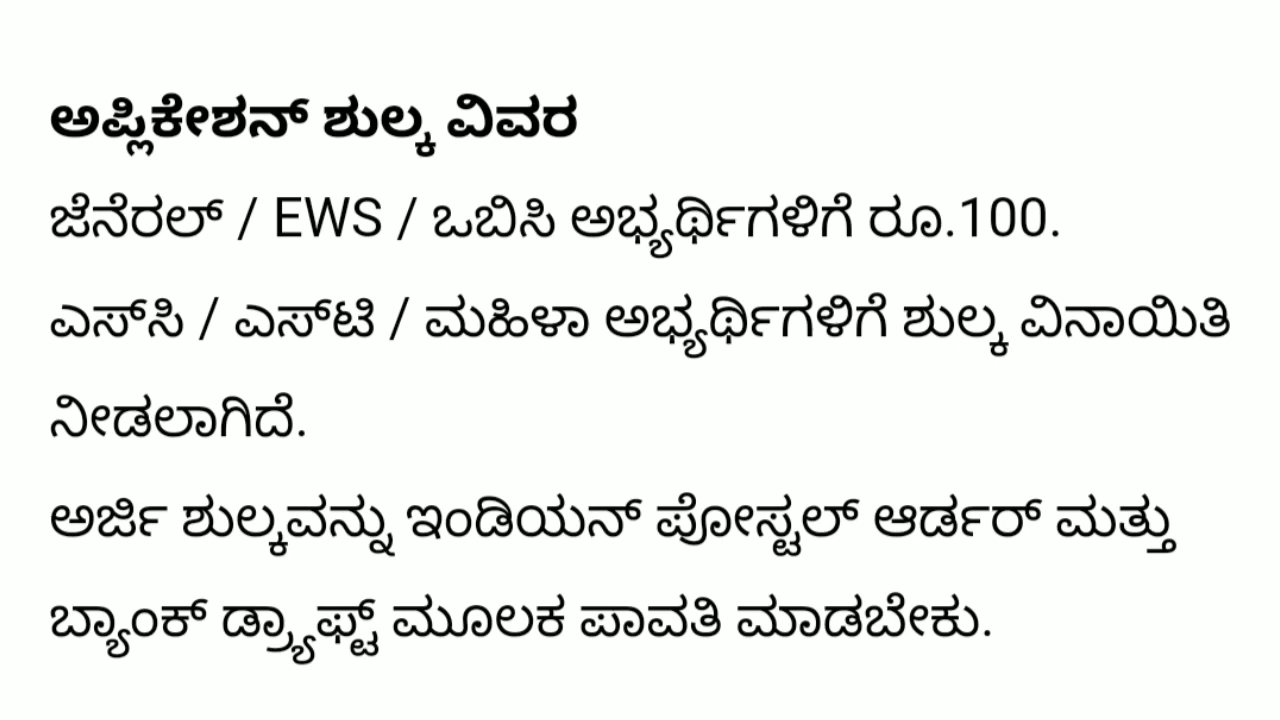 ಅಪ್ಲಿಕೇಶನ್ ಶುಲ್ಕ ವಿವರ
ಜೆನೆರಲ್ / EWS / ಒಬಿಸಿ ಅಭ್ಯರ್ಥಿಗಳಿಗೆ ರೂ.100.
ಎಸ್‌ಸಿ / ಎಸ್‌ಟಿ / ಮಹಿಳಾ ಅಭ್ಯರ್ಥಿಗಳಿಗೆ ಶುಲ್ಕ ವಿನಾಯಿತಿ
ನೀಡಲಾಗಿದೆ.
ಅರ್ಜಿ ಶುಲ್ಕವನ್ನು ಇಂಡಿಯನ್ ಪೋಸ್ಟಲ್ ಆರ್ಡರ್ ಮತ್ತು
ಬ್ಯಾಂಕ್ ಡ್ರ್ಯಾಫ್ಟ್ ಮೂಲಕ ಪಾವತಿ ಮಾಡಬೇಕು.